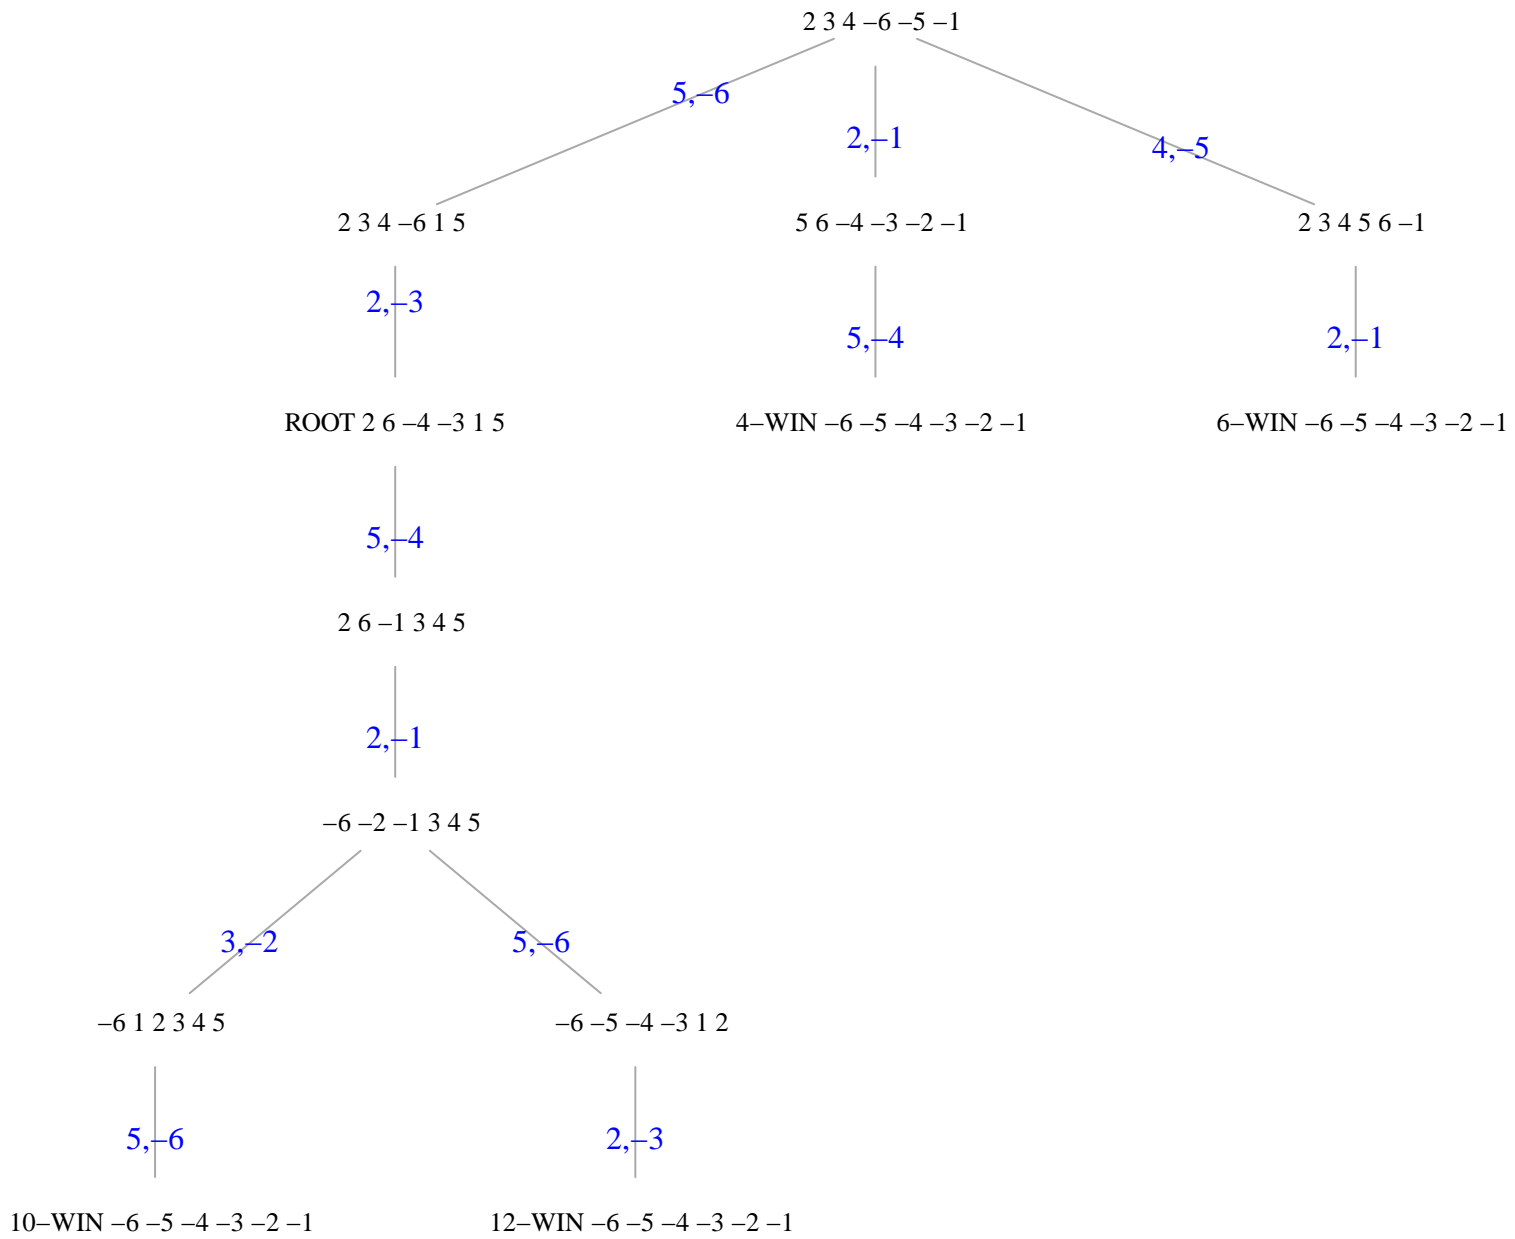 2 3 4 –6 –5 –1
5,–6
2,–1
4,–5
2 3 4 –6 1 5
5 6 –4 –3 –2 –1
2 3 4 5 6 –1
2,–3
5,–4
2,–1
ROOT 2 6 –4 –3 1 5
4–WIN –6 –5 –4 –3 –2 –1
6–WIN –6 –5 –4 –3 –2 –1
5,–4
2 6 –1 3 4 5
2,–1
–6 –2 –1 3 4 5
3,–2
5,–6
–6 1 2 3 4 5
–6 –5 –4 –3 1 2
5,–6
2,–3
10–WIN –6 –5 –4 –3 –2 –1
12–WIN –6 –5 –4 –3 –2 –1